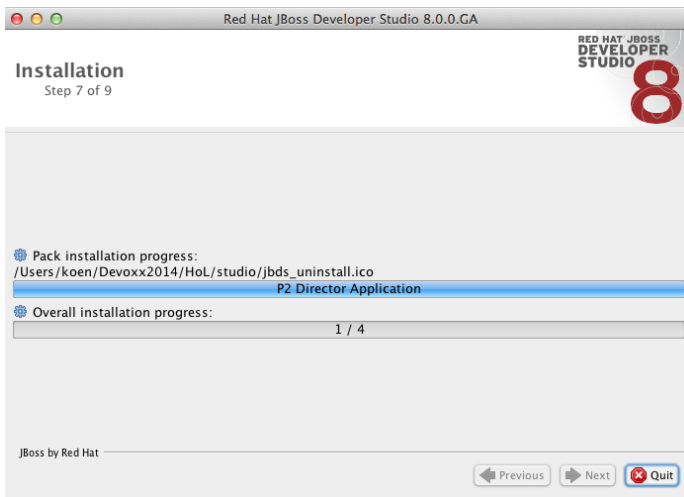 Red Hat JBoss Developer Studio 8.0.0.GA
RED HAT JBOSS
DEVELOPER
STUDIO
8
Installation
Step 7 of 9
Pack installation progress:
/Users/koen/Devoxx2014/HoL/studio/jbds_uninstall.ico
P2 Director Application
Overall installation progress:
1 / 4
JBoss by Red Hat
Previous
Next
Quit